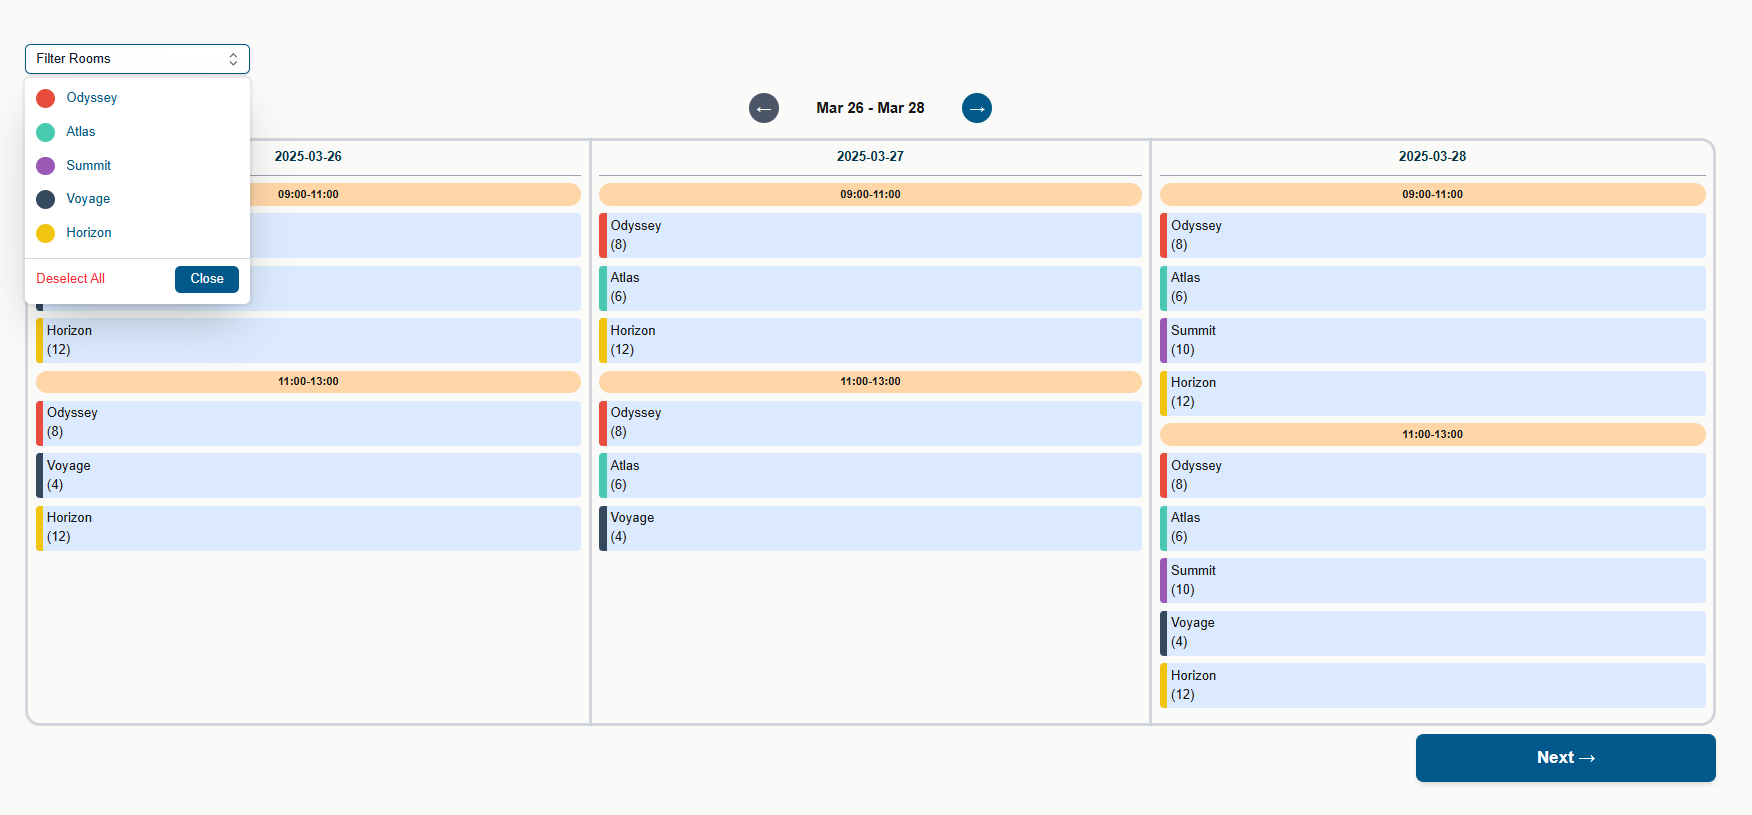 Filter Rooms
Odyssey
Atlas
Summit
Voyage
Horizon
Deselect All
Close
← Mar 26 - Mar 28 →
2025-03-26
09:00-11:00
Horizon
(12)
11:00-13:00
Odyssey
(8)
Voyage
(4)
Horizon
(12)
2025-03-27
09:00-11:00
Odyssey
(8)
Atlas
(6)
Horizon
(12)
11:00-13:00
Odyssey
(8)
Atlas
(6)
Voyage
(4)
2025-03-28
09:00-11:00
Odyssey
(8)
Atlas
(6)
Summit
(10)
Horizon
(12)
11:00-13:00
Odyssey
(8)
Atlas
(6)
Summit
(10)
Voyage
(4)
Horizon
(12)
Next →